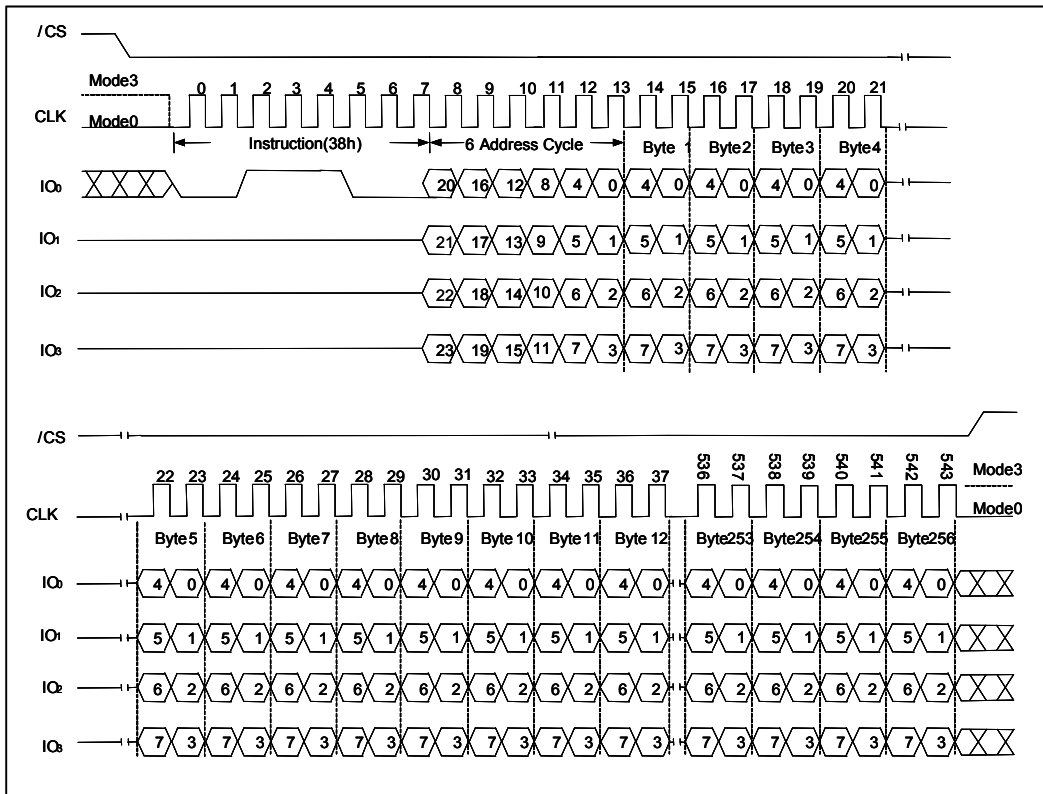 /CS
Mode3
0 1 2 3 4 5 6 7 8 9 10 11 12 13 14 15 16 17 18 19 20 21
CLK
Mode0
Instruction(38h) 6 Address Cycle Byte 1 Byte2 Byte3 Byte4
IO0 20 16 12 8 4 0 4 0 4 0 4 0 4 0
IO1 21 17 13 9 5 1 5 1 5 1 5 1 5 1
IO2 22 18 14 10 6 2 6 2 6 2 6 2 6 2
IO3 23 19 15 11 7 3 7 3 7 3 7 3 7 3
/CS
22 23 24 25 26 27 28 29 30 31 32 33 34 35 36 37 536 537 538 539 540 541 542 543 Mode3
CLK Mode0
Byte5 Byte6 Byte7 Byte8 Byte9 Byte 10 Byte11 Byte 12 Byte253 Byte254 Byte255 Byte256
IO0 4 0 4 0 4 0 4 0 4 0 4 0 4 0 4 0 4 0 4 0 4 0 4 0
IO1 5 1 5 1 5 1 5 1 5 1 5 1 5 1 5 1 5 1 5 1 5 1 5 1
IO2 6 2 6 2 6 2 6 2 6 2 6 2 6 2 6 2 6 2 6 2 6 2 6 2
IO3 7 3 7 3 7 3 7 3 7 3 7 3 7 3 7 3 7 3 7 3 7 3 7 3